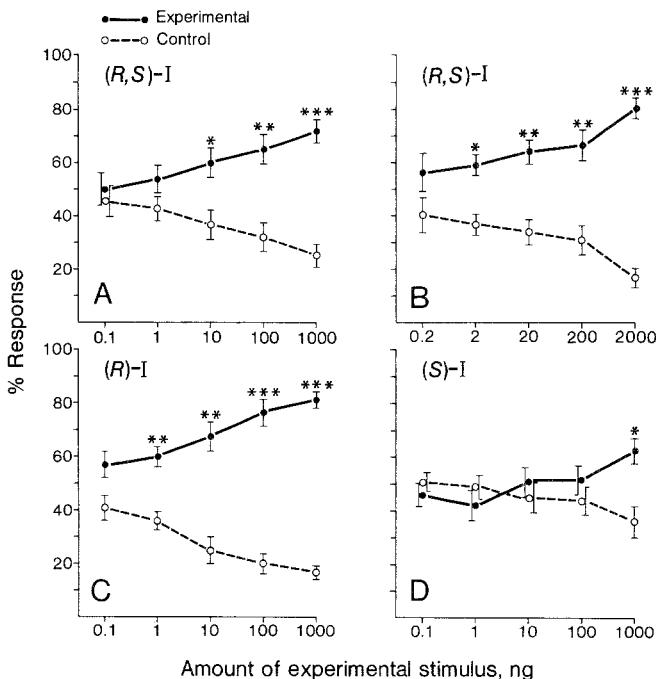 Experimental
Control
(R,S)-I
(R,S)-I
100
80
60
40
20
* ** ***
* ** ** ***
A
B
0.1 1 10 100 1000
0.2 2 20 200 2000
% Response
(R)-I
(S)-I
100
80
60
40
20
** ** *** ***
*
C
D
0.1 1 10 100 1000
0.1 1 10 100 1000
Amount of experimental stimulus, ng